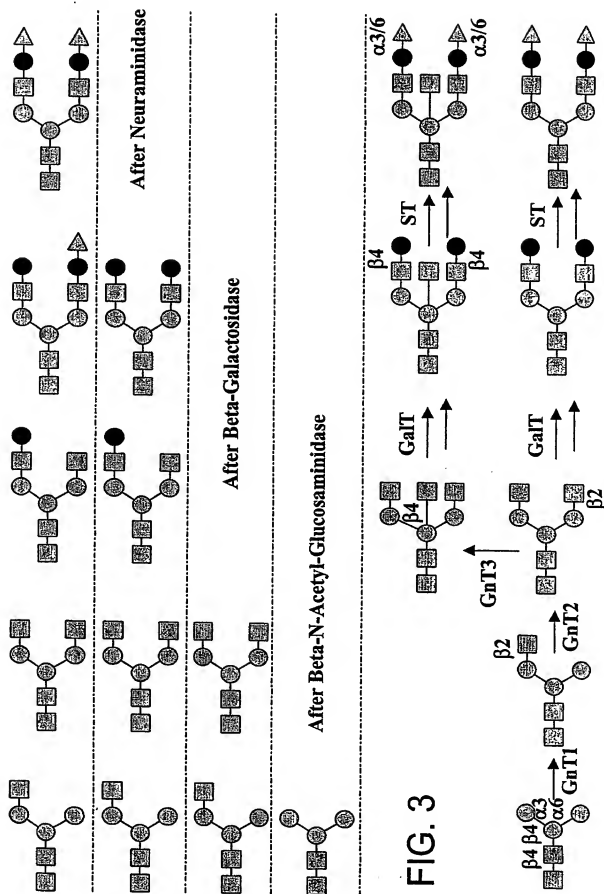 After Neuraminidase
After Beta-Galactosidase
After Beta-N-Acetyl-Glucosaminidase
FIG. 3
β4 β4 α3
α6
GnT1
β2
GnT2
β2
GnT3
β4
GalT
GalT
β4
β4
ST
ST
α3/6
α3/6